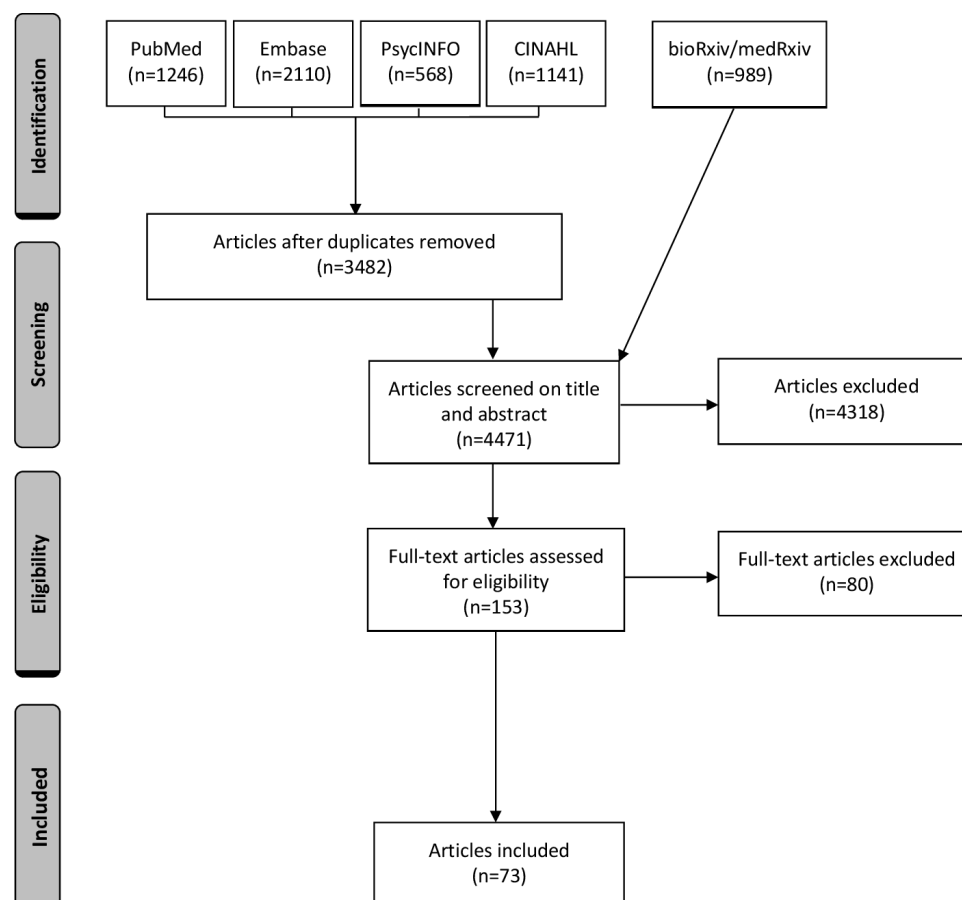 Identification
PubMed
(n=1246)
Embase
(n=2110)
PsycINFO
(n=568)
CINAHL
(n=1141)
bioRxiv/medRxiv
(n=989)
Articles after duplicates removed
(n=3482)
Screening
Articles screened on title
and abstract
(n=4471)
Articles excluded
(n=4318)
Eligibility
Full-text articles assessed
for eligibility
(n=153)
Full-text articles excluded
(n=80)
Included
Articles included
(n=73)